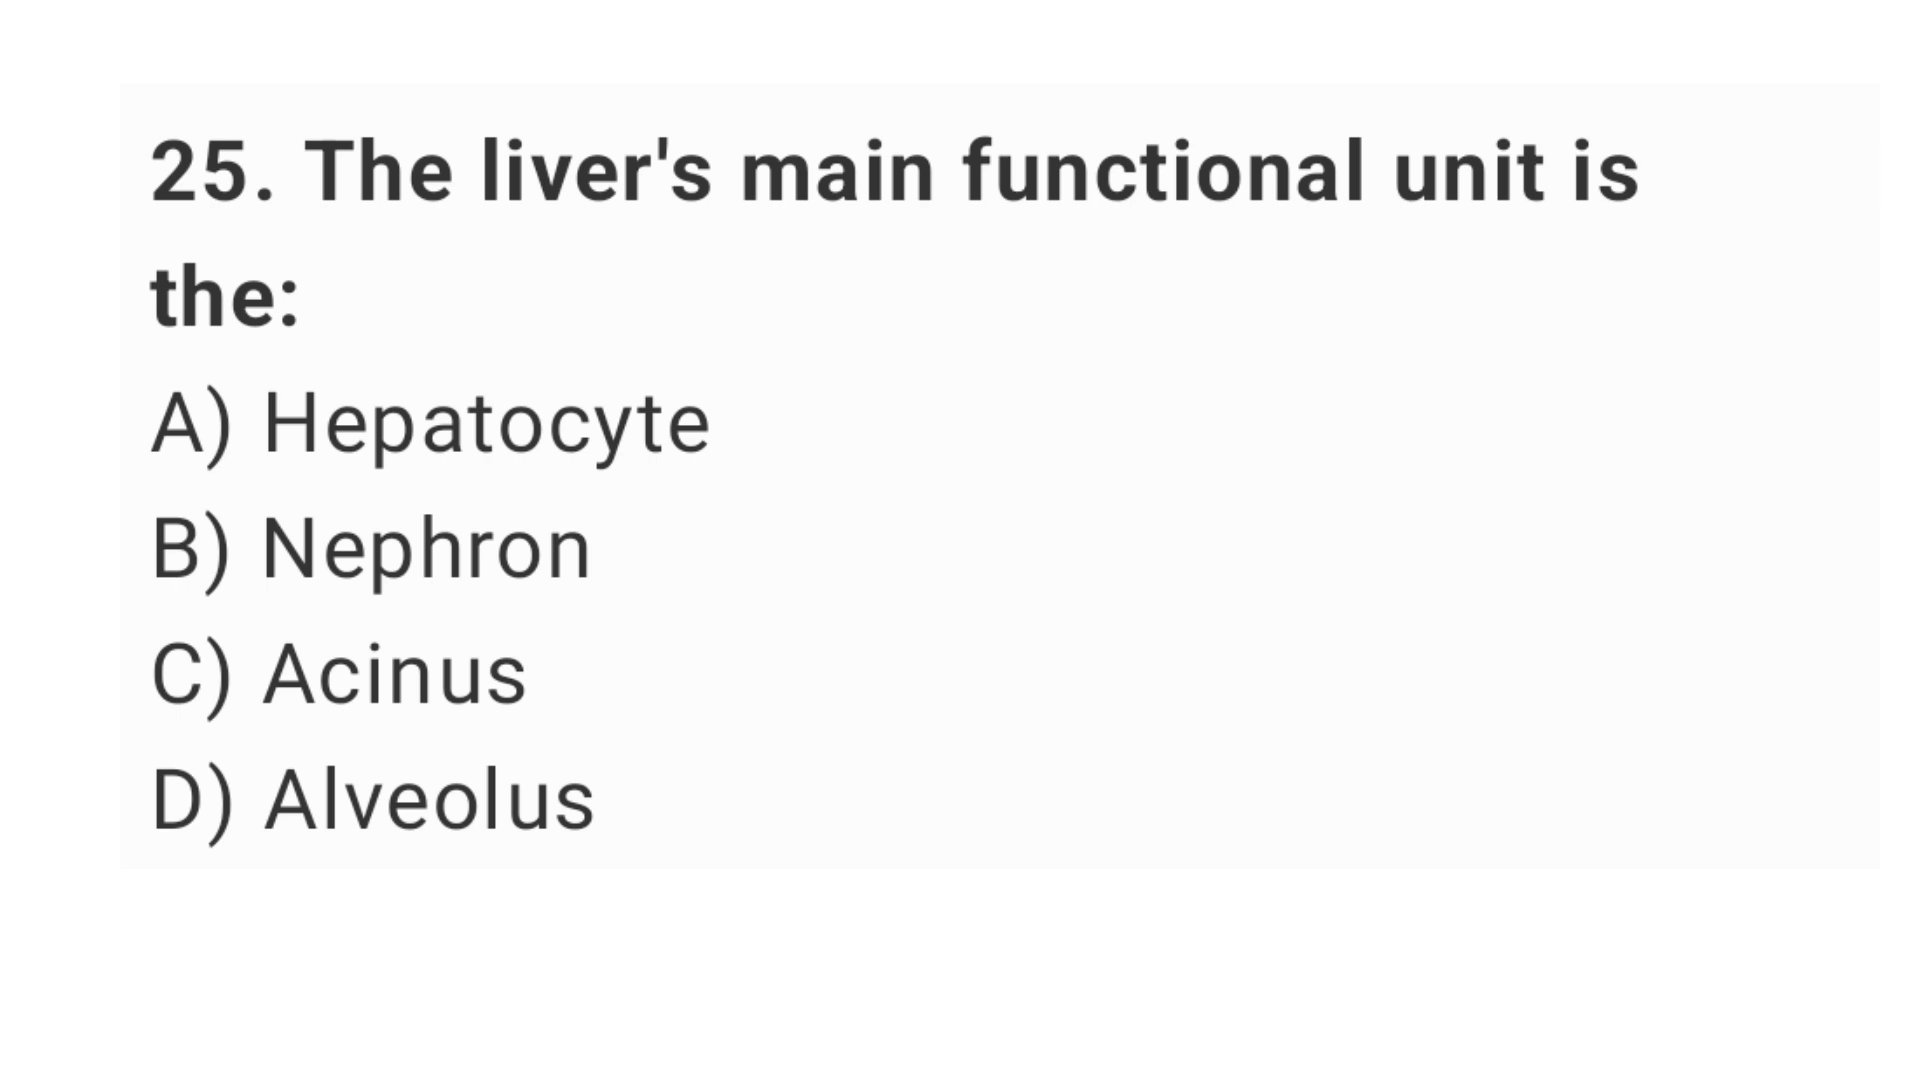 25. The liver's main functional unit is
the:
A) Hepatocyte
B) Nephron
C) Acinus
D) Alveolus